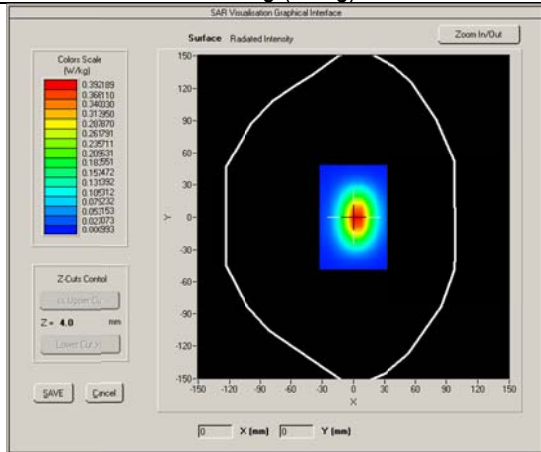 SAR Visualisation Graphical Interface
Surface Radiated Intensity
Zoom In/Out
Colors Scale
(W/kg)
0.392189
0.366110
0.340030
0.313950
0.287870
0.261791
0.235711
0.209631
0.183551
0.157472
0.131392
0.105312
0.079232
0.053153
0.027073
0.000993
150
120
90
60
30
0
-30
-60
-90
-120
-150
Y
-150 -120 -90 -60 -30 0 30 60 90 120 150
X
Z-Cuts Control
Z = 4.0 mm
SAVE Cancel
0 X (mm) 0 Y (mm)